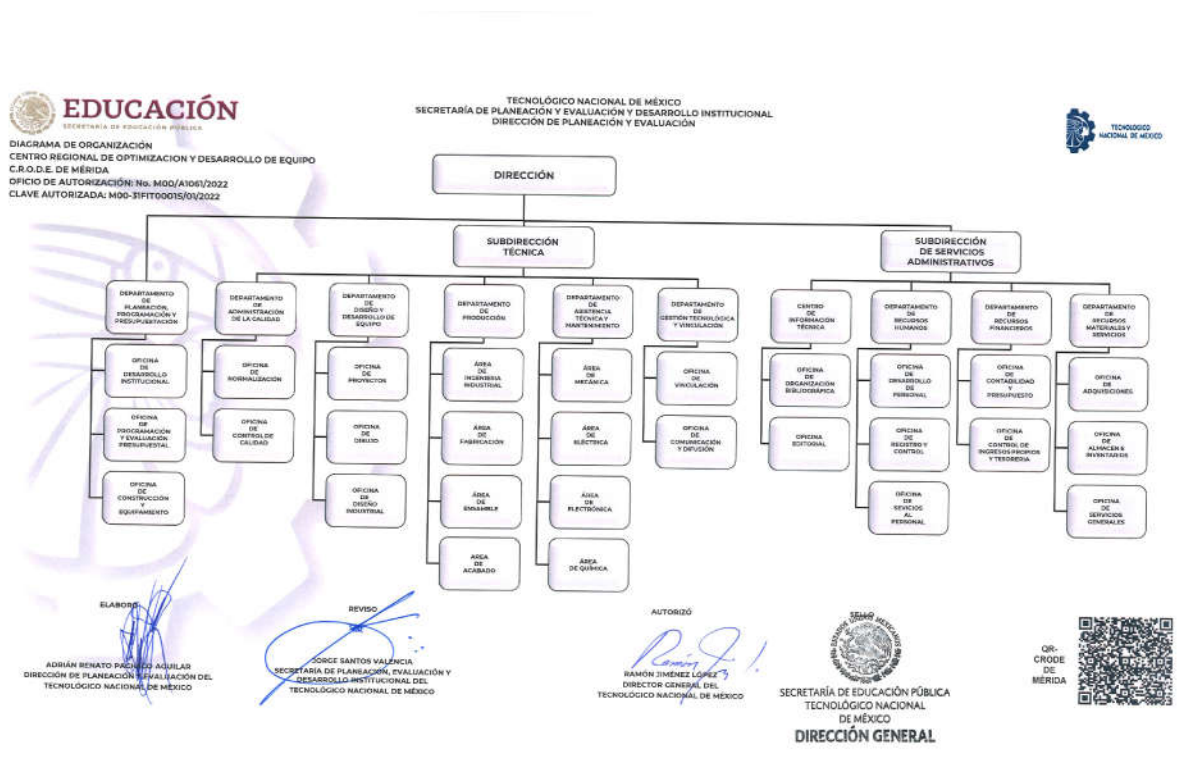 EDUCACIÓN
SECRETARÍA DE EDUCACIÓN PÚBLICA
TECNOLÓGICO NACIONAL DE MÉXICO
SECRETARÍA DE PLANEACIÓN Y EVALUACIÓN Y DESARROLLO INSTITUCIONAL
DIRECCIÓN DE PLANEACIÓN Y EVALUACIÓN
TECNOLÓGICO
NACIONAL DE MÉXICO
DIAGRAMA DE ORGANIZACIÓN
CENTRO REGIONAL DE OPTIMIZACION Y DESARROLLO DE EQUIPO
C.R.O.D.E. DE MÉRIDA
OFICIO DE AUTORIZACIÓN: No. M00/A1061/2022
CLAVE AUTORIZADA: M00-31FIT0001S/01/2022
DIRECCIÓN
SUBDIRECCIÓN
TÉCNICA
SUBDIRECCIÓN
DE SERVICIOS
ADMINISTRATIVOS
DEPARTAMENTO
DE
PLANEACIÓN,
PROGRAMACIÓN Y
PRESUPUESTACIÓN
OFICINA
DE
DESARROLLO
INSTITUCIONAL
OFICINA
DE
PROGRAMACIÓN
Y EVALUACIÓN
PRESUPUESTAL
OFICINA
DE
CONSTRUCCIÓN
Y
EQUIPAMIENTO
DEPARTAMENTO
DE
ADMINISTRACIÓN
DE LA CALIDAD
OFICINA
DE
NORMALIZACIÓN
OFICINA
DE
CONTROL DE
CALIDAD
DEPARTAMENTO
DE
DISEÑO Y
DESARROLLO DE
EQUIPO
OFICINA
DE
PROYECTOS
OFICINA
DE
DIBUJO
OFICINA
DE
DISEÑO
INDUSTRIAL
DEPARTAMENTO
DE
PRODUCCIÓN
ÁREA
DE
INGENIERIA
INDUSTRIAL
ÁREA
DE
FABRICACIÓN
ÁREA
DE
ENSAMBLE
AREA
DE
ACABADO
DEPARTAMENTO
DE
ASISTENCIA
TÉCNICA Y
MANTENIMIENTO
ÁREA
DE
MECÁNICA
ÁREA
DE
ELÉCTRICA
ÁREA
DE
ELECTRÓNICA
ÁREA
DE QUÍMICA
DEPARTAMENTO
DE
GESTIÓN TECNOLÓGICA
Y VINCULACIÓN
OFICINA
DE
VINCULACIÓN
OFICINA
DE
COMUNICACIÓN
Y DIFUSIÓN
CENTRO
DE
INFORMACIÓN
TÉCNICA
OFICINA
DE
ORGANIZACIÓN
BIBLIOGRÁFICA
OFICINA
EDITORIAL
DEPARTAMENTO
DE
RECURSOS
HUMANOS
OFICINA
DE
DESARROLLO
DE
PERSONAL
OFICINA
DE
REGISTRO Y
CONTROL
OFICINA
DE
SEVICIOS
AL
PERSONAL
DEPARTAMENTO
DE
RECURSOS
FINANCIEROS
OFICINA
DE
CONTABILIDAD
Y
PRESUPUESTO
OFICINA
DE
CONTROL DE
INGRESOS PROPIOS
Y TESORERIA
DEPARTAMENTO
DE
RECURSOS
MATERIALES Y
SERVICIOS
OFICINA
DE
ADQUISICIONES
OFICINA
DE
ALMACEN E
INVENTARIOS
OFICINA
DE
SERVICIOS
GENERALES
ELABORÓ
ADRIÁN RENATO PACHECO AGUILAR
DIRECCIÓN DE PLANEACIÓN Y EVALUACIÓN DEL
TECNOLÓGICO NACIONAL DE MÉXICO
REVISO
JORGE SANTOS VALENCIA
SECRETARÍA DE PLANEACIÓN, EVALUACIÓN Y
DESARROLLO INSTITUCIONAL DEL
TECNOLÓGICO NACIONAL DE MÉXICO
AUTORIZÓ
RAMÓN JIMÉNEZ LÓPEZ
DIRECTOR GENERAL DEL
TECNOLÓGICO NACIONAL DE MÉXICO
SELLO
ESTADOS UNIDOS MEXICANOS
SECRETARÍA DE EDUCACIÓN PÚBLICA
TECNOLÓGICO NACIONAL
DE MÉXICO
DIRECCIÓN GENERAL
QR-
CRODE
DE
MÉRIDA